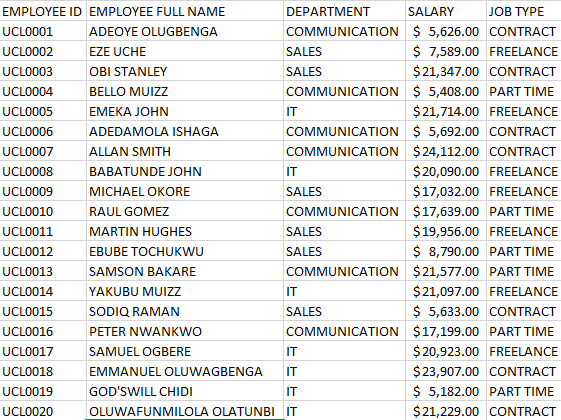 EMPLOYEE ID EMPLOYEE FULL NAME DEPARTMENT SALARY JOB TYPE
UCL0001 ADEOYE OLUGBENGA COMMUNICATION $ 5,626.00 CONTRACT
UCL0002 EZE UCHE SALES $ 7,589.00 FREELANCE
UCL0003 OBI STANLEY SALES $21,347.00 CONTRACT
UCL0004 BELLO MUIZZ COMMUNICATION $ 5,408.00 PART TIME
UCL0005 EMEKA JOHN IT $21,714.00 FREELANCE
UCL0006 ADEDAMOLA ISHAGA COMMUNICATION $ 5,692.00 CONTRACT
UCL0007 ALLAN SMITH COMMUNICATION $24,112.00 CONTRACT
UCL0008 BABATUNDE JOHN IT $20,090.00 FREELANCE
UCL0009 MICHAEL OKORE SALES $17,032.00 FREELANCE
UCL0010 RAUL GOMEZ COMMUNICATION $17,639.00 PART TIME
UCL0011 MARTIN HUGHES SALES $19,956.00 FREELANCE
UCL0012 EBUBE TOCHUKWU SALES $ 8,790.00 PART TIME
UCL0013 SAMSON BAKARE COMMUNICATION $21,577.00 PART TIME
UCL0014 YAKUBU MUIZZ IT $21,097.00 FREELANCE
UCL0015 SODIQ RAMAN SALES $ 5,633.00 CONTRACT
UCL0016 PETER NWANKWO COMMUNICATION $17,199.00 PART TIME
UCL0017 SAMUEL OGBERE IT $20,923.00 FREELANCE
UCL0018 EMMANUEL OLUWAGBENGA IT $23,907.00 CONTRACT
UCL0019 GOD'SWILL CHIDI IT $ 5,182.00 PART TIME
UCL0020 OLUWAFUNMILOLA OLATUNBI IT $21,229.00 CONTRACT